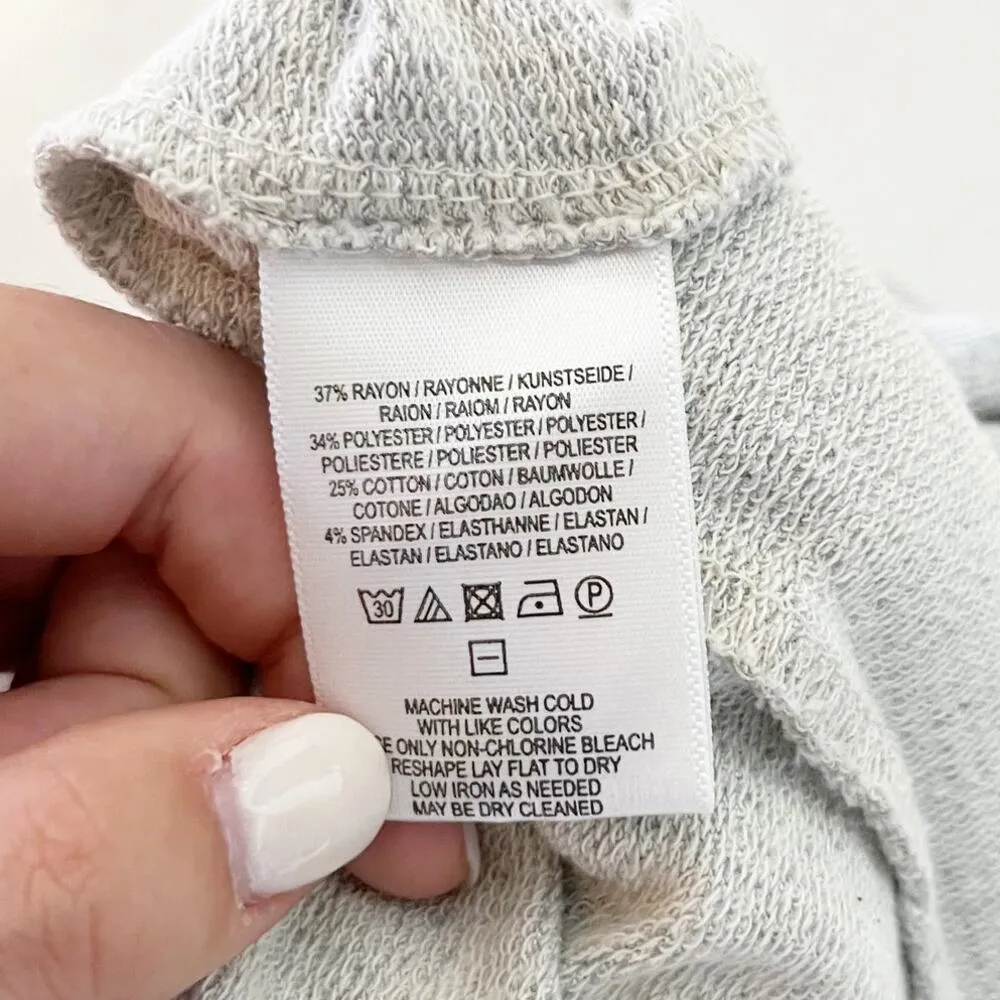 37% RAYON / RAYONNE / KUNSTSEIDE /
RAION / RAIOM / RAYON
34% POLYESTER / POLYESTER / POLYESTER /
POLIESTERE / POLIESTER / POLIESTER
25% COTTON / COTON / BAUMWOLLE /
COTONE / ALGODAO / ALGODON
4% SPANDEX / ELASTHANNE / ELASTAN /
ELASTAN / ELASTANO / ELASTANO
30 P
MACHINE WASH COLD
WITH LIKE COLORS
ONLY NON-CHLORINE BLEACH
RESHAPE LAY FLAT TO DRY
LOW IRON AS NEEDED
MAY BE DRY CLEANED